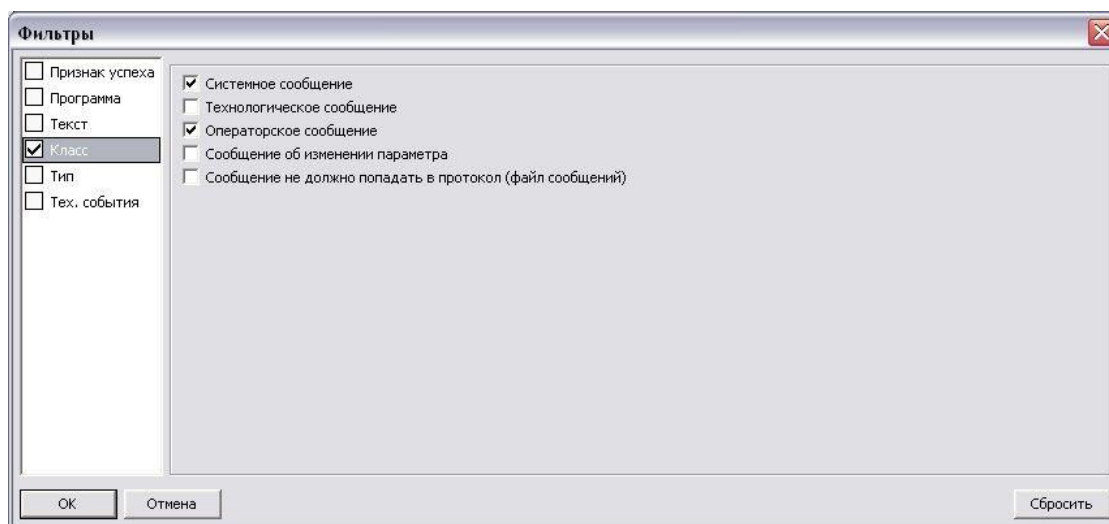 Фильтры
Признак успеха
Программа
Текст
Класс
Тип
Тех. события
Системное сообщение
Технологическое сообщение
Операторское сообщение
Сообщение об изменении параметра
Сообщение не должно попадать в протокол (файл сообщений)
ОК
Отмена
Сбросить